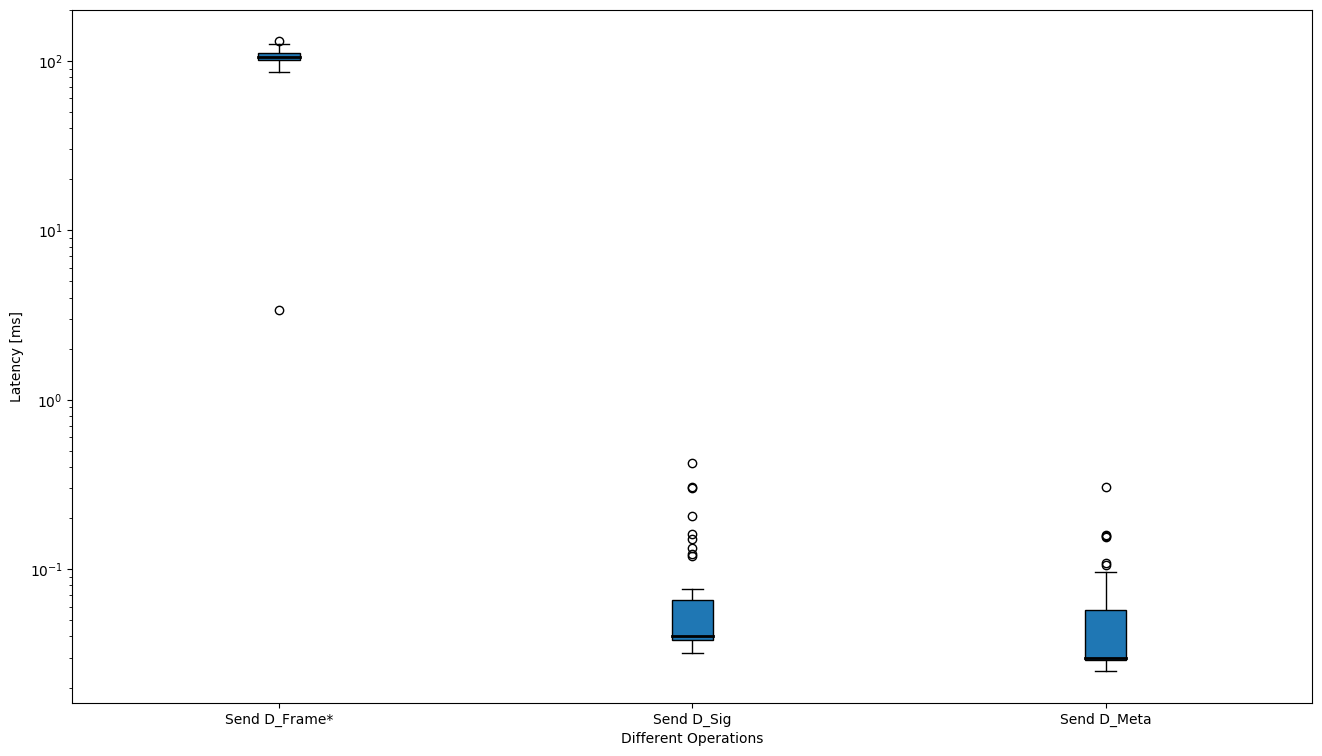 10²
10¹
10⁰
10⁻¹
Latency [ms]
Send D_Frame*
Send D_Sig
Send D_Meta
Different Operations